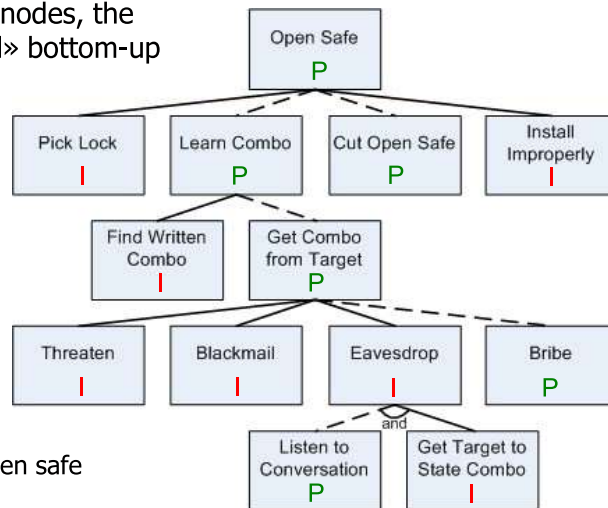 nodes, the
d» bottom-up
Open Safe
P
Pick Lock
I
Learn Combo
P
Cut Open Safe
P
Install
Improperly
I
Find Written
Combo
I
Get Combo
from Target
P
Threaten
I
Blackmail
I
Eavesdrop
I
Bribe
P
and
Listen to
Conversation
P
Get Target to
State Combo
I
en safe